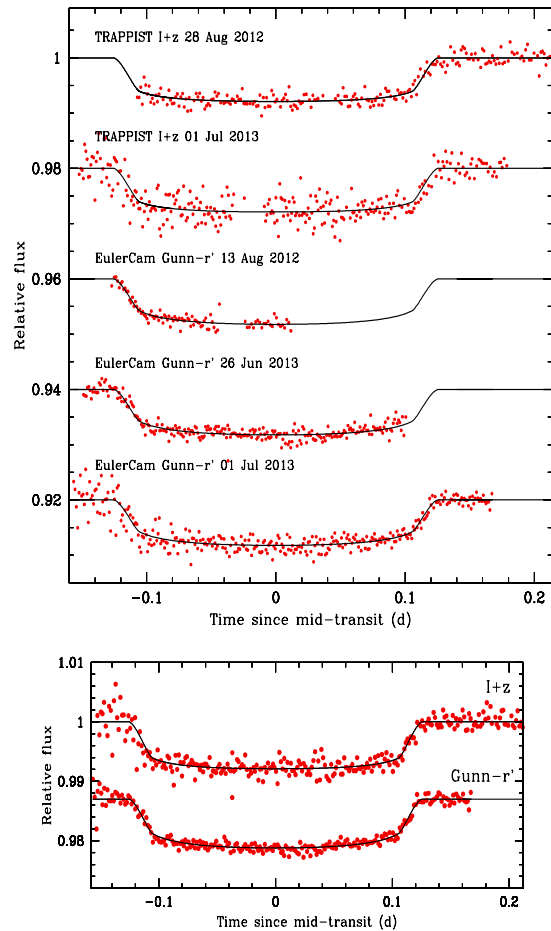 TRAPPIST I+z 28 Aug 2012
1
TRAPPIST I+z 01 Jul 2013
0.98
EulerCam Gunn-r' 13 Aug 2012
0.96
Relative flux
EulerCam Gunn-r' 26 Jun 2013
0.94
EulerCam Gunn-r' 01 Jul 2013
0.92
-0.1 0 0.1 0.2
Time since mid-transit (d)
1.01
I+z
1
Relative flux
0.99
Gunn-r'
0.98
-0.1 0 0.1 0.2
Time since mid-transit (d)